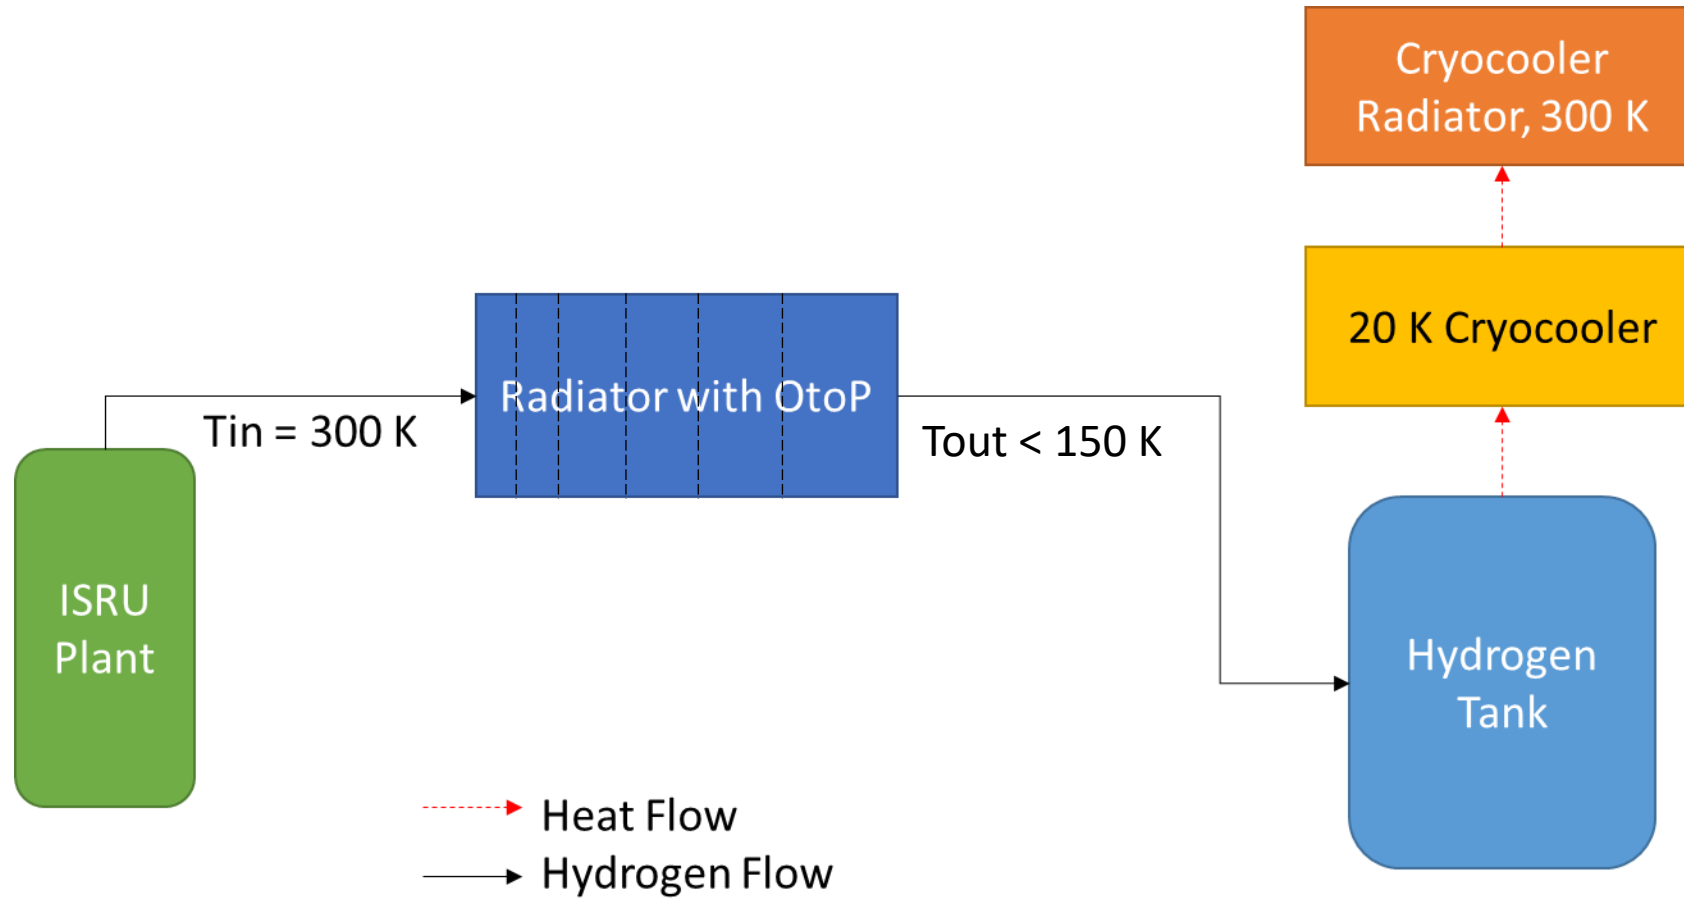 Cryocooler
Radiator, 300 K
20 K Cryocooler
Radiator with OtoP
Tin = 300 K
Tout < 150 K
ISRU
Plant
Hydrogen
Tank
Heat Flow
Hydrogen Flow